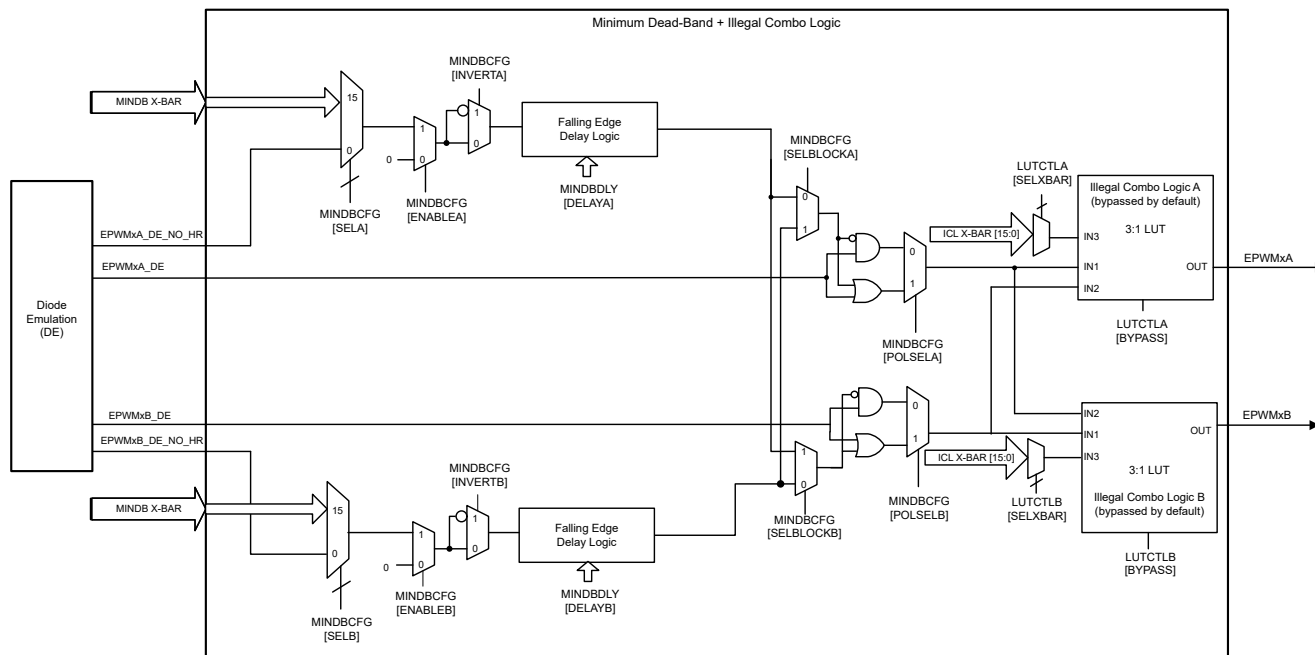 Minimum Dead-Band + Illegal Combo Logic
MINDBCFG
[INVERTA]
MINDB X-BAR
15
0
1
0
0
1
0
Falling Edge
Delay Logic
MINDBCFG
[SELA]
MINDBCFG
[ENABLEA]
MINDBDLY
[DELAYA]
MINDBCFG
[SELBLOCKA]
0
1
LUTCTLA
[SELXBAR]
ICL X-BAR [15:0]
0
1
MINDBCFG
[POLSELA]
Illegal Combo Logic A
(bypassed by default)
3:1 LUT
IN3
IN1
IN2
OUT
EPWMxA
LUTCTLA
[BYPASS]
Diode
Emulation
(DE)
EPWMxA_DE_NO_HR
EPWMxA_DE
EPWMxB_DE
EPWMxB_DE_NO_HR
MINDB X-BAR
15
0
MINDBCFG
[SELB]
1
0
0
MINDBCFG
[ENABLEB]
MINDBCFG
[INVERTB]
1
0
Falling Edge
Delay Logic
MINDBDLY
[DELAYB]
1
0
MINDBCFG
[SELBLOCKB]
0
1
MINDBCFG
[POLSELB]
ICL X-BAR [15:0]
LUTCTLB
[SELXBAR]
IN2
IN1
IN3
OUT
EPWMxB
3:1 LUT
Illegal Combo Logic B
(bypassed by default)
LUTCTLB
[BYPASS]